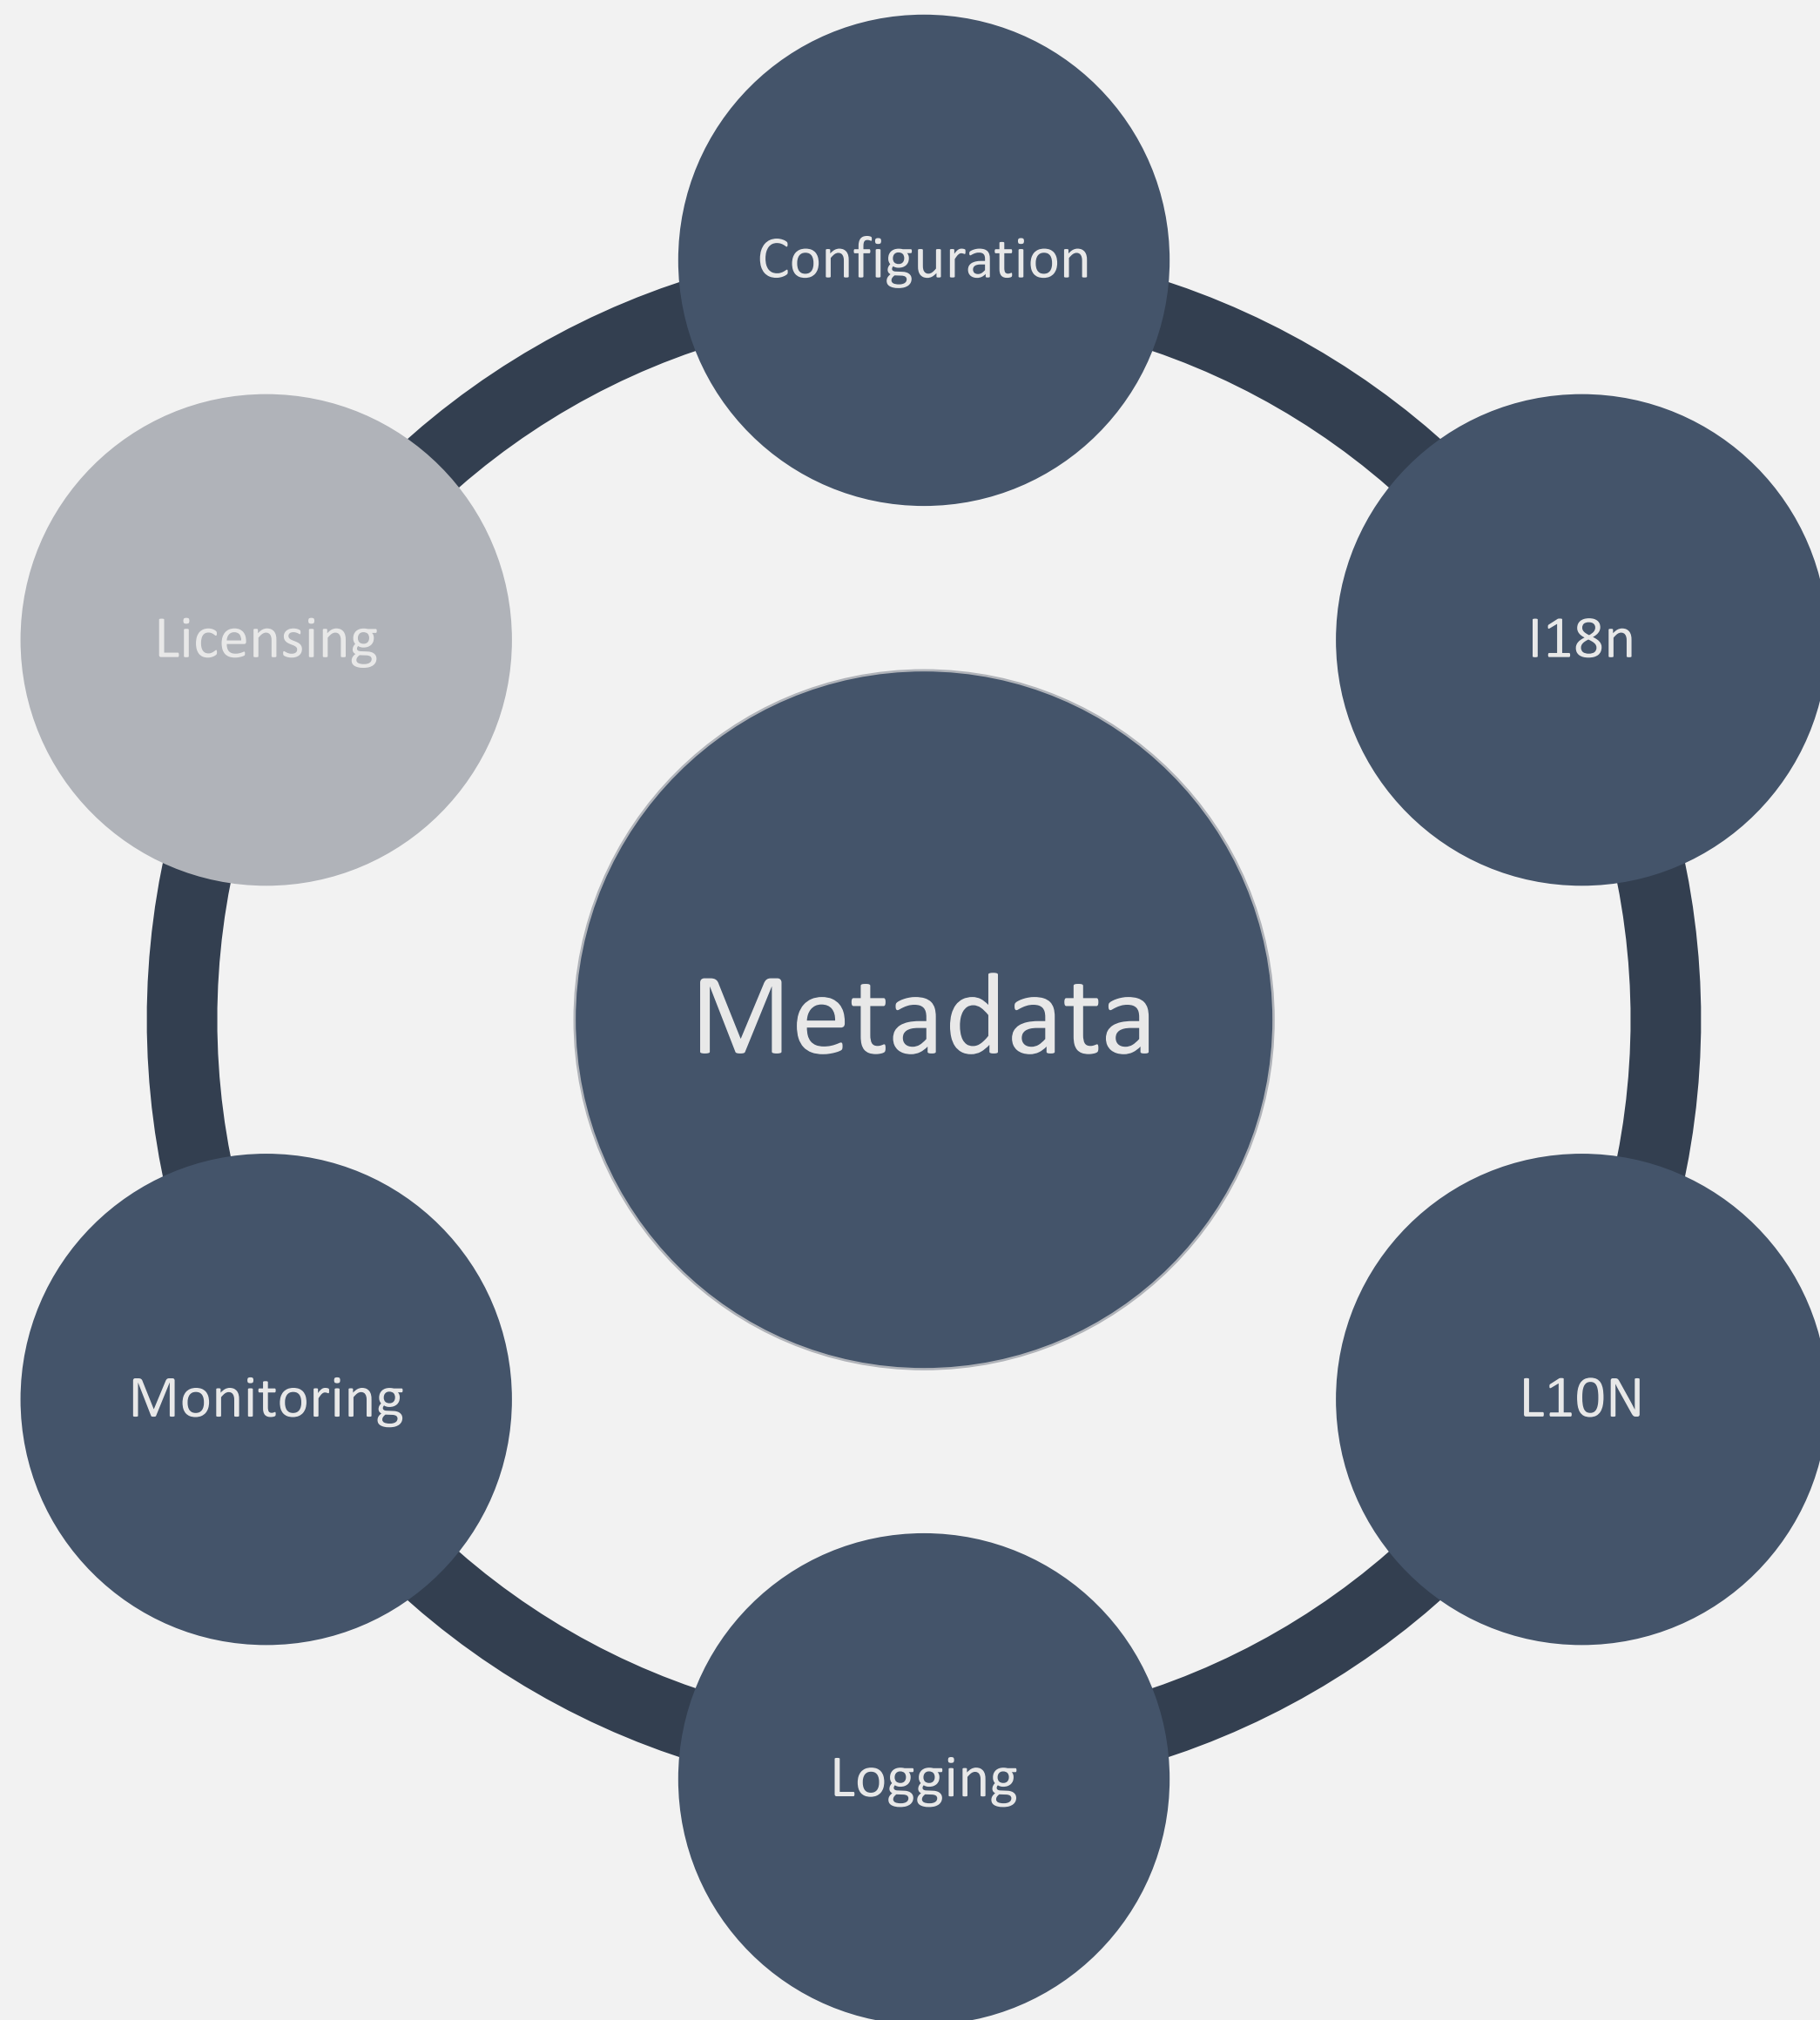 Configuration
Licensing
I18n
Metadata
Monitoring
L10N
Logging